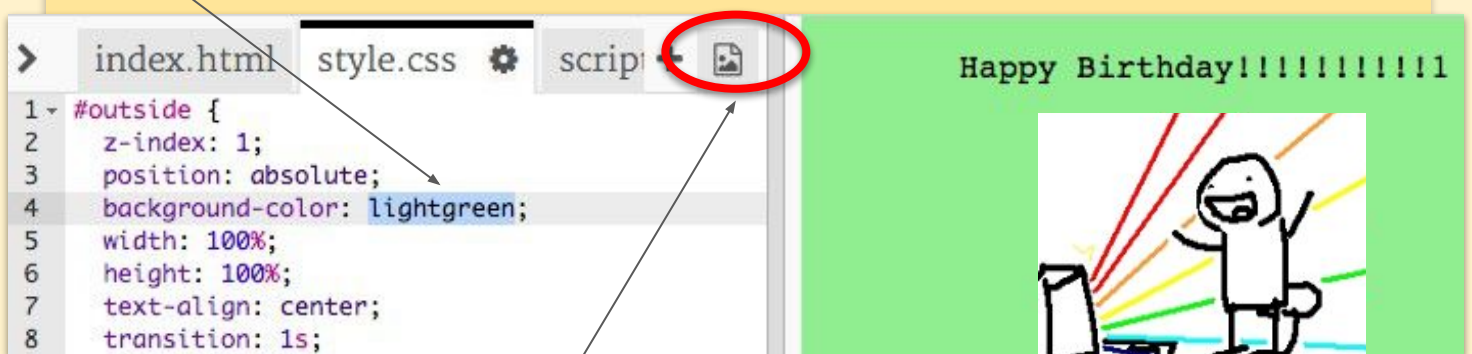 index.html style.css script
Happy Birthday!!!!!!!!!!!1
1 #outside {
2 z-index: 1;
3 position: absolute;
4 background-color: lightgreen;
5 width: 100%;
6 height: 100%;
7 text-align: center;
8 transition: 1s;